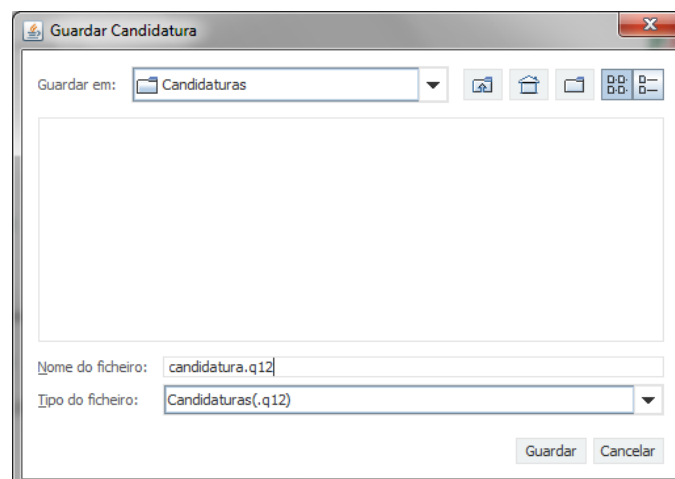 Guardar Candidatura
Guardar em: Candidaturas
Nome do ficheiro: candidatura.q12
Tipo do ficheiro: Candidaturas(.q12)
Guardar Cancelar